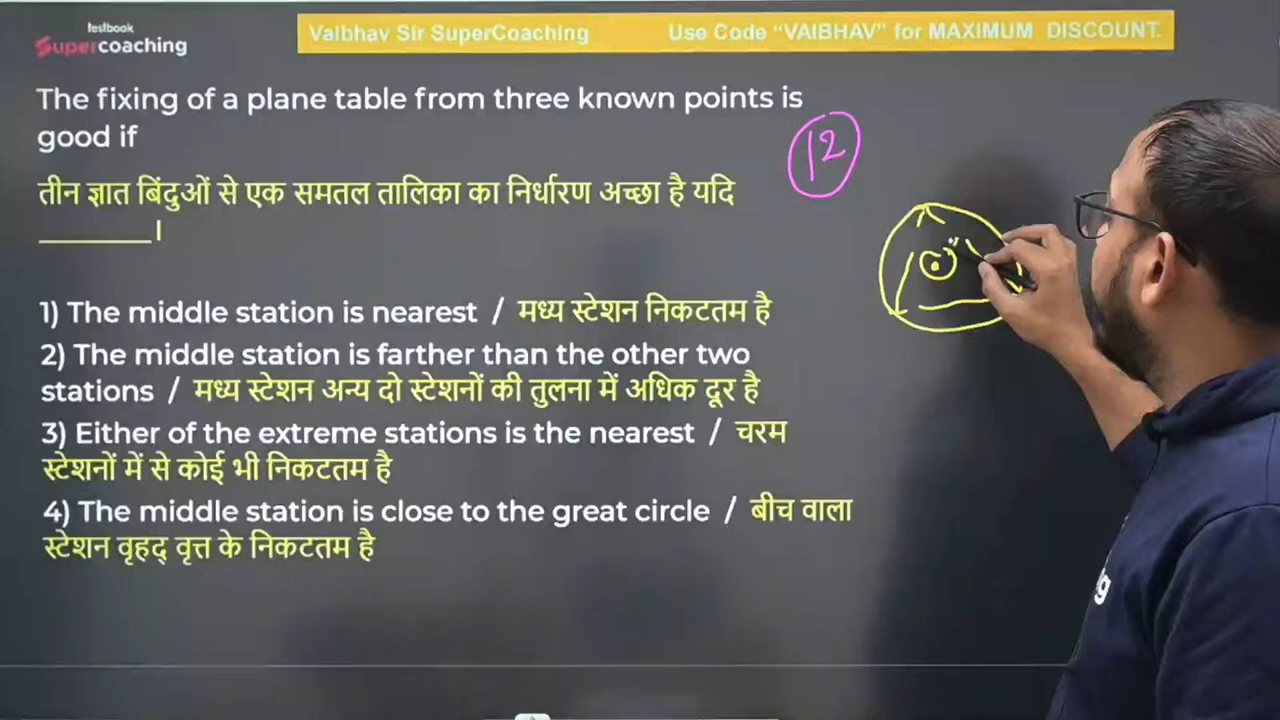 testbook
Supercoaching
Vaibhav Sir SuperCoaching Use Code “VAIBHAV” for MAXIMUM DISCOUNT.
The fixing of a plane table from three known points is
good if
12
तीन ज्ञात बिंदुओं से एक समतल तालिका का निर्धारण अच्छा है यदि
________।
1) The middle station is nearest / मध्य स्टेशन निकटतम है
2) The middle station is farther than the other two
stations / मध्य स्टेशन अन्य दो स्टेशनों की तुलना में अधिक दूर है
3) Either of the extreme stations is the nearest / चरम
स्टेशनों में से कोई भी निकटतम है
4) The middle station is close to the great circle / बीच वाला
स्टेशन वृहद् वृत्त के निकटतम है